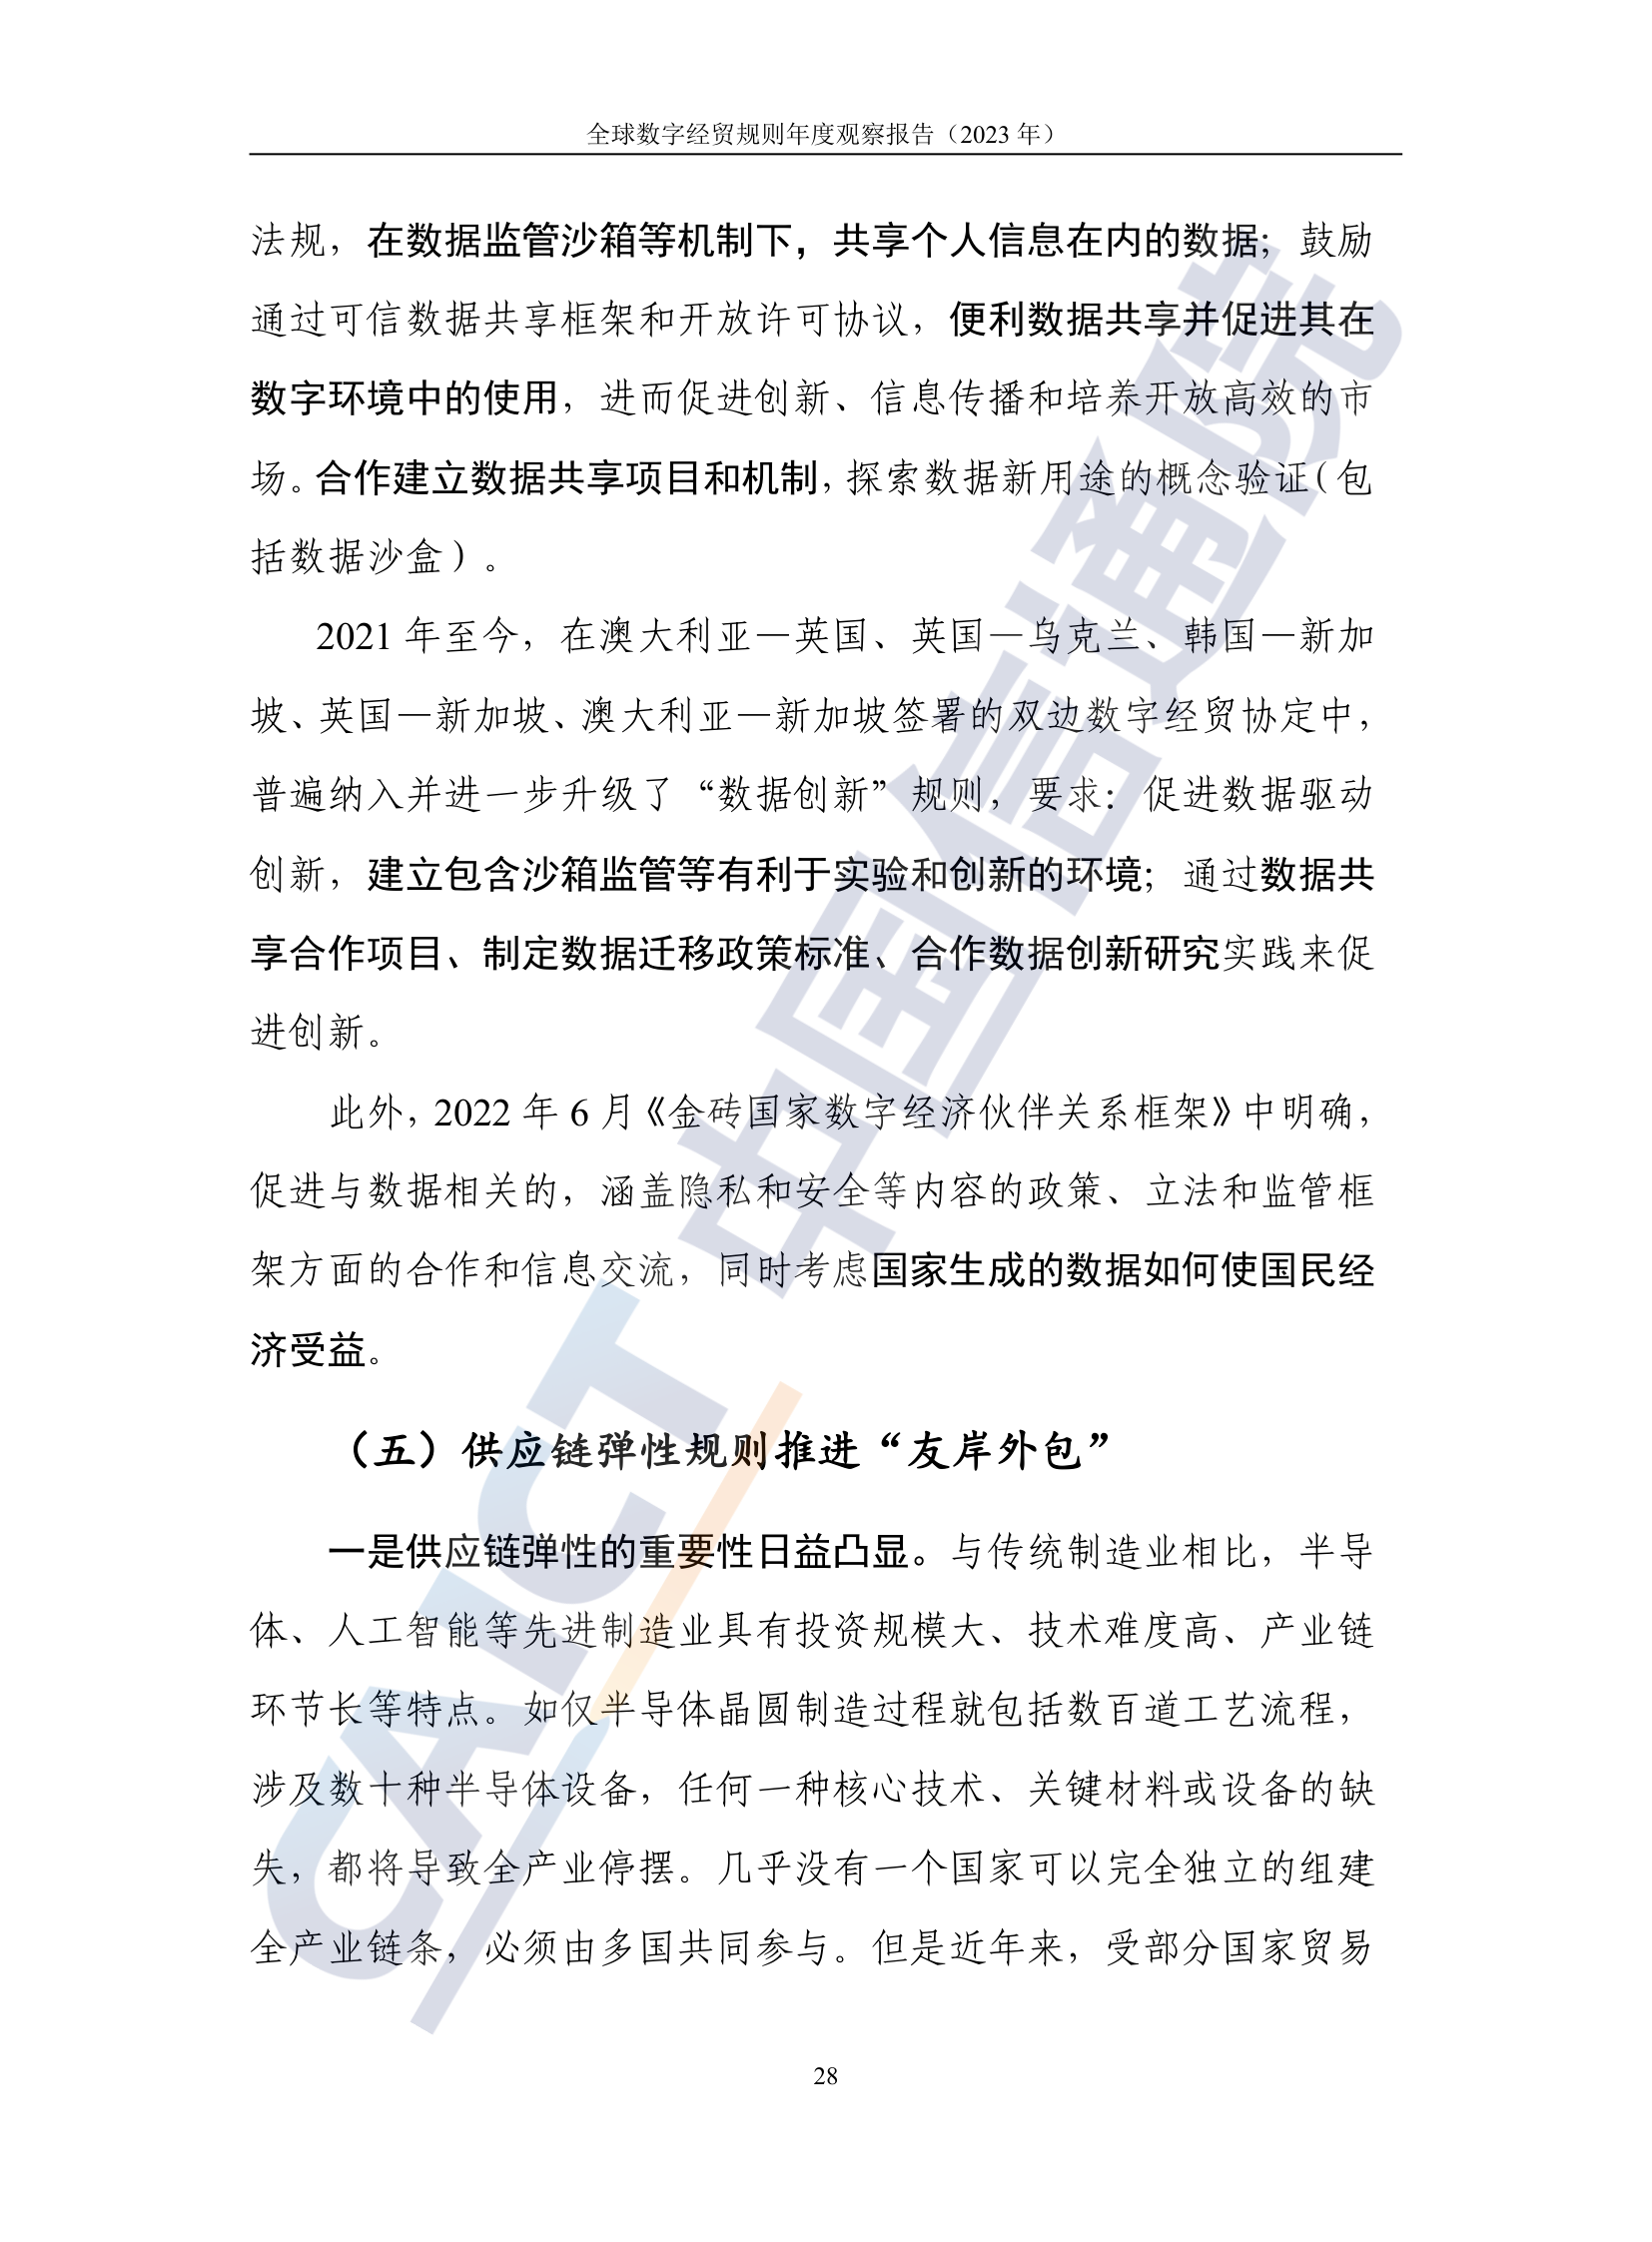 全球数字经贸规则年度观察报告（2023 年）
法规，在数据监管沙箱等机制下，共享个人信息在内的数据；鼓励
通过可信数据共享框架和开放许可协议，便利数据共享并促进其在
数字环境中的使用，进而促进创新、信息传播和培养开放高效的市
场。合作建立数据共享项目和机制，探索数据新用途的概念验证（包
括数据沙盒）。
2021 年至今，在澳大利亚—英国、英国—乌克兰、韩国—新加
坡、英国—新加坡、澳大利亚—新加坡签署的双边数字经贸协定中，
普遍纳入并进一步升级了“数据创新”规则，要求：促进数据驱动
创新，建立包含沙箱监管等有利于实验和创新的环境；通过数据共
享合作项目、制定数据迁移政策标准、合作数据创新研究实践来促
进创新。
此外，2022 年 6 月《金砖国家数字经济伙伴关系框架》中明确，
促进与数据相关的，涵盖隐私和安全等内容的政策、立法和监管框
架方面的合作和信息交流，同时考虑国家生成的数据如何使国民经
济受益。
（五）供应链弹性规则推进“友岸外包”
一是供应链弹性的重要性日益凸显。与传统制造业相比，半导
体、人工智能等先进制造业具有投资规模大、技术难度高、产业链
环节长等特点。如仅半导体晶圆制造过程就包括数百道工艺流程，
涉及数十种半导体设备，任何一种核心技术、关键材料或设备的缺
失，都将导致全产业停摆。几乎没有一个国家可以完全独立的组建
全产业链条，必须由多国共同参与。但是近年来，受部分国家贸易
28
CAICT 中国信通院